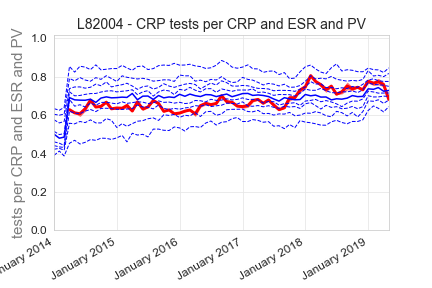 L82004 - CRP tests per CRP and ESR and PV
tests per CRP and ESR and PV
1.0
0.8
0.6
0.4
0.2
0.0
nuary 2014
January 2015
January 2016
January 2017
January 2018
January 2019